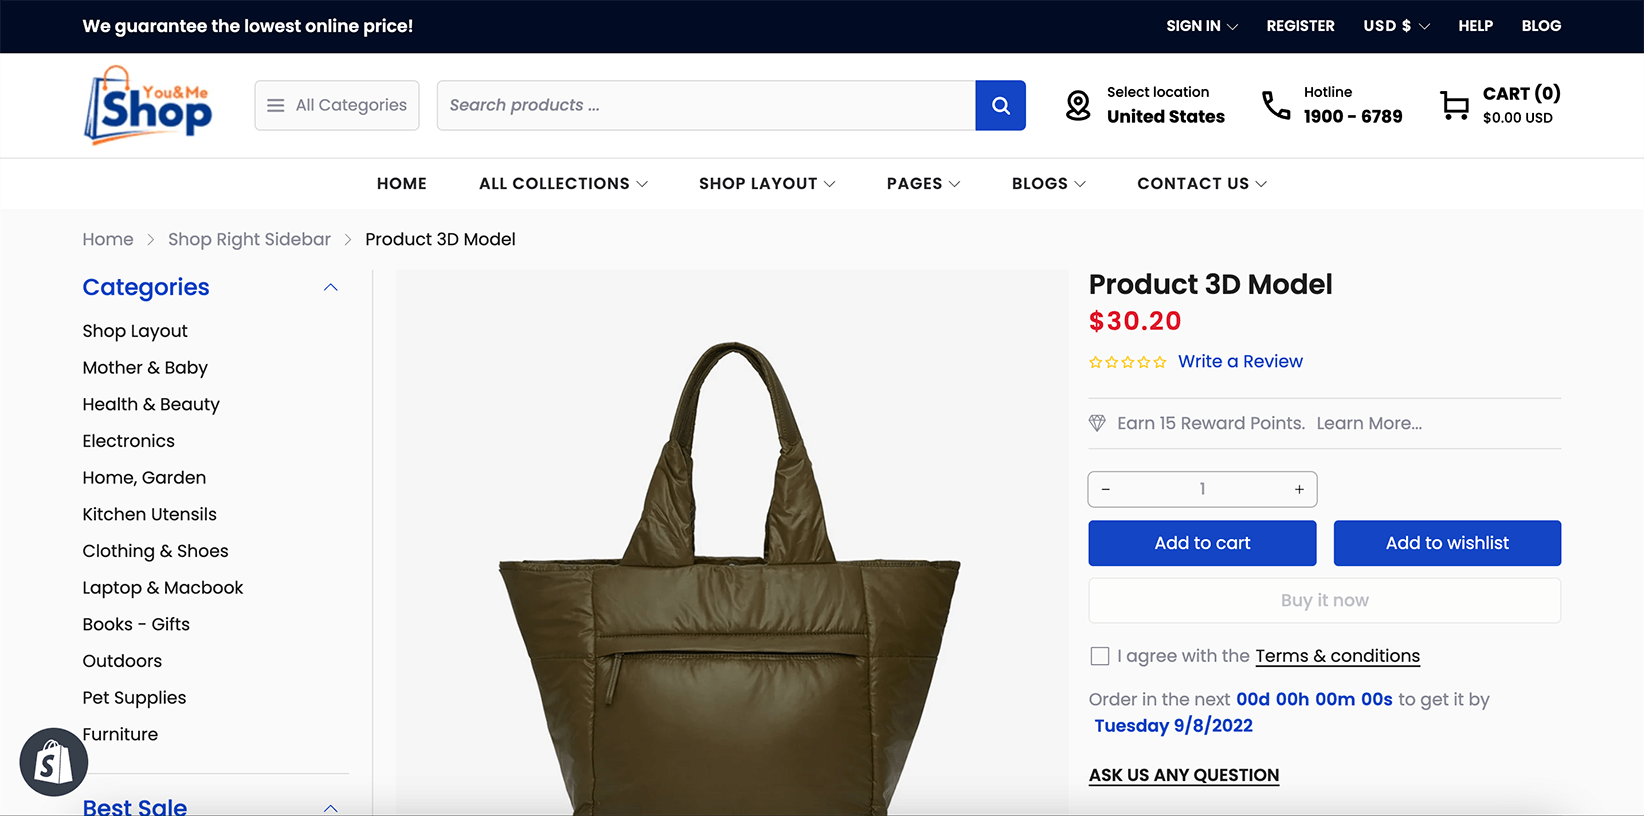 We guarantee the lowest online price!
SIGN IN REGISTER USD $ HELP BLOG
You&Me
Shop
All Categories
Search products ...
Select location
United States
Hotline
1900 - 6789
CART (0)
$0.00 USD
HOME ALL COLLECTIONS SHOP LAYOUT PAGES BLOGS CONTACT US
Home Shop Right Sidebar Product 3D Model
Categories
Shop Layout
Mother & Baby
Health & Beauty
Electronics
Home, Garden
Kitchen Utensils
Clothing & Shoes
Laptop & Macbook
Books - Gifts
Outdoors
Pet Supplies
Furniture
S
Best Sale
Product 3D Model
$30.20
Write a Review
Earn 15 Reward Points. Learn More...
- 1 +
Add to cart
Add to wishlist
Buy it now
I agree with the Terms & conditions
Order in the next 00d 00h 00m 00s to get it by
Tuesday 9/8/2022
ASK US ANY QUESTION